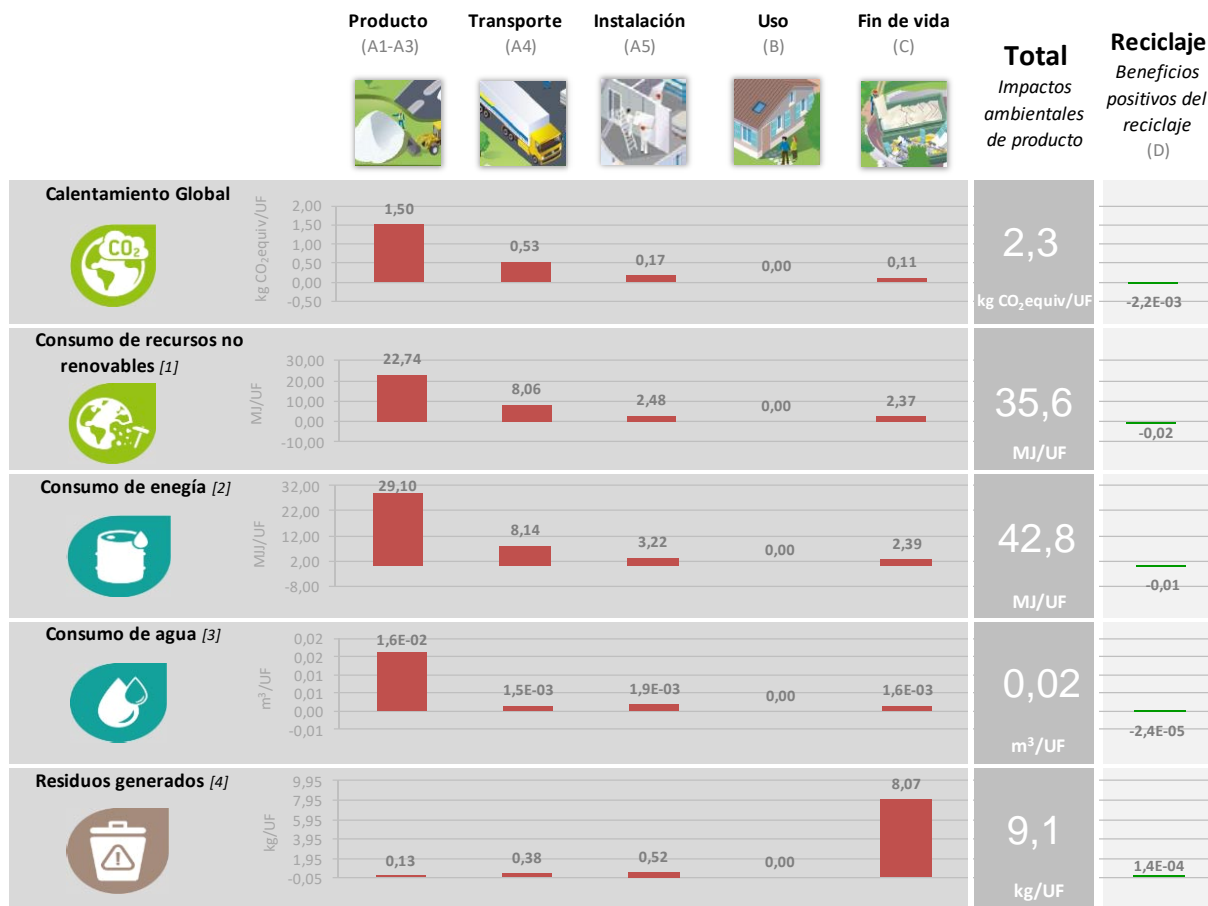 Producto
(A1-A3)
Transporte
(A4)
Instalación
(A5)
Uso
(B)
Fin de vida
(C)
Total
Impactos
ambientales
de producto
Reciclaje
Beneficios
positivos del
reciclaje
(D)
Calentamiento Global
CO₂
kg CO₂equiv/UF
2,00
1,50
1,00
0,50
0,00
-0,50
1,50
0,53
0,17
0,00
0,11
2,3
kg CO₂equiv/UF
-2,2E-03
Consumo de recursos no
renovables [1]
MJ/UF
30,00
20,00
10,00
0,00
-10,00
22,74
8,06
2,48
0,00
2,37
35,6
MJ/UF
-0,02
Consumo de enegía [2]
MJJ/UF
32,00
22,00
12,00
2,00
-8,00
29,10
8,14
3,22
0,00
2,39
42,8
MJ/UF
-0,01
Consumo de agua [3]
m³/UF
0,02
0,02
0,01
0,01
0,00
-0,01
1,6E-02
1,5E-03
1,9E-03
0,00
1,6E-03
0,02
m³/UF
-2,4E-05
Residuos generados [4]
kg/UF
9,95
7,95
5,95
3,95
1,95
-0,05
0,13
0,38
0,52
0,00
8,07
9,1
kg/UF
1,4E-04